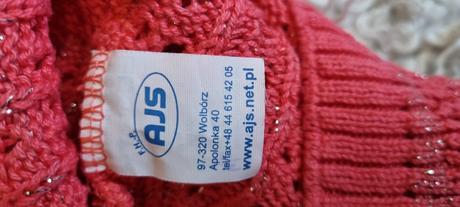 F.H.P.
AJS
97-320 Wolbórz
Apolonka 40
tel/fax+48 44 615 42 05
www.ajs.net.pl